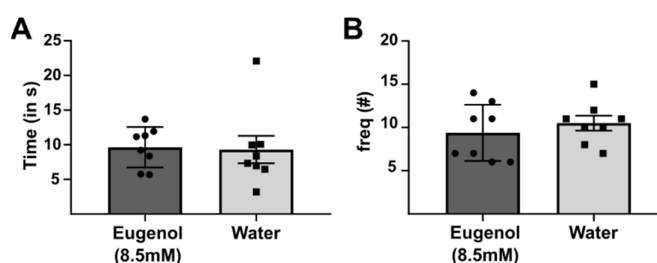 A
Time (in s)
25
20
15
10
5
Eugenol
(8.5mM)
Water
B
freq (#)
20
15
10
5
Eugenol
(8.5mM)
Water